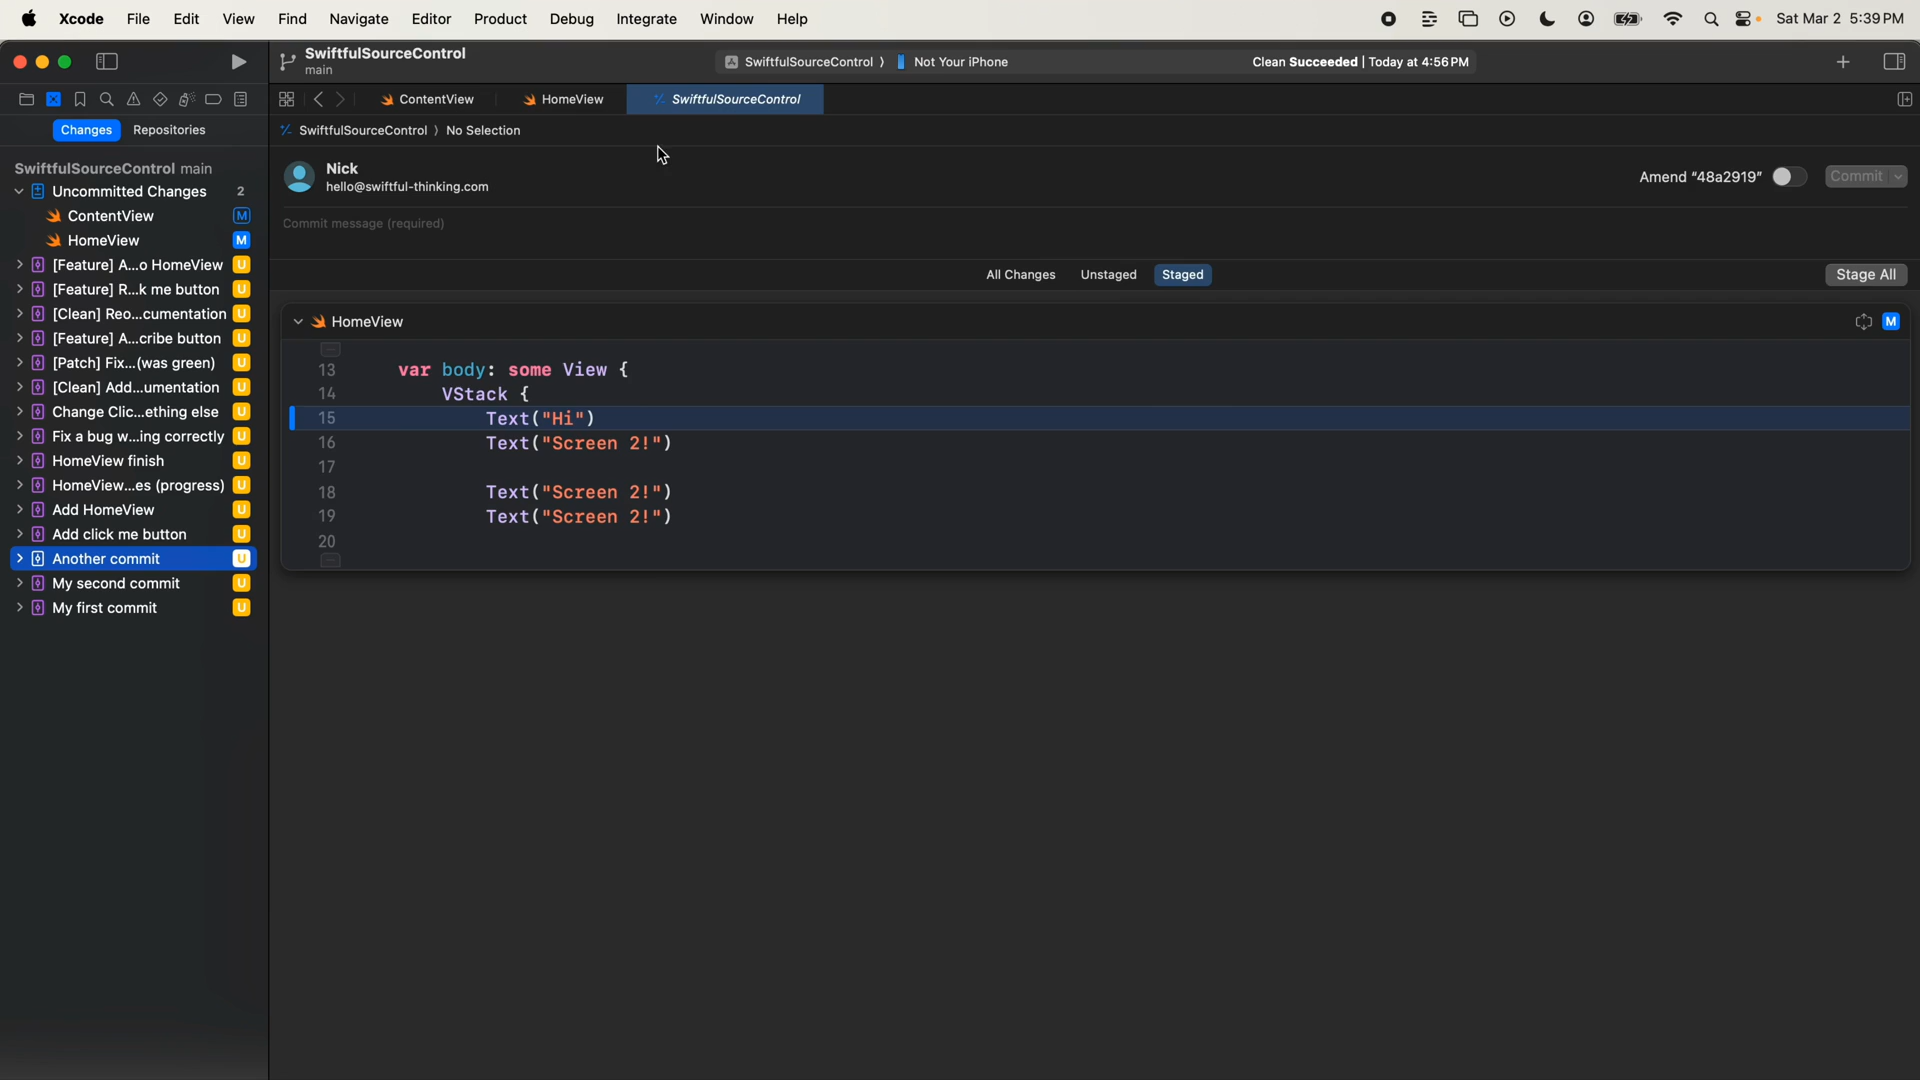 Xcode File Edit View Find Navigate Editor Product Debug Integrate Window Help Sat Mar 2 5:39 PM
SwiftfulSourceControl
main
SwiftfulSourceControl 〉 Not Your iPhone
Clean Succeeded | Today at 4:56 PM
ContentView HomeView SwiftfulSourceControl
Changes Repositories
SwiftfulSourceControl 〉 No Selection
SwiftfulSourceControl main
Uncommitted Changes 2
ContentView M
HomeView M
[Feature] A...o HomeView U
[Feature] R...k me button U
[Clean] Reo...cumentation U
[Feature] A...cribe button U
[Patch] Fix...(was green) U
[Clean] Add...umentation U
Change Clic...ething else U
Fix a bug w...ing correctly U
HomeView finish U
HomeView...es (progress) U
Add HomeView U
Add click me button U
Another commit U
My second commit U
My first commit U
Nick
hello@swiftful-thinking.com
Amend "48a2919" Commit
Commit message (required)
All Changes Unstaged Staged Stage All
HomeView M
13 var body: some View {
14 VStack {
15 Text("Hi")
16 Text("Screen 2!")
17
18 Text("Screen 2!")
19 Text("Screen 2!")
20